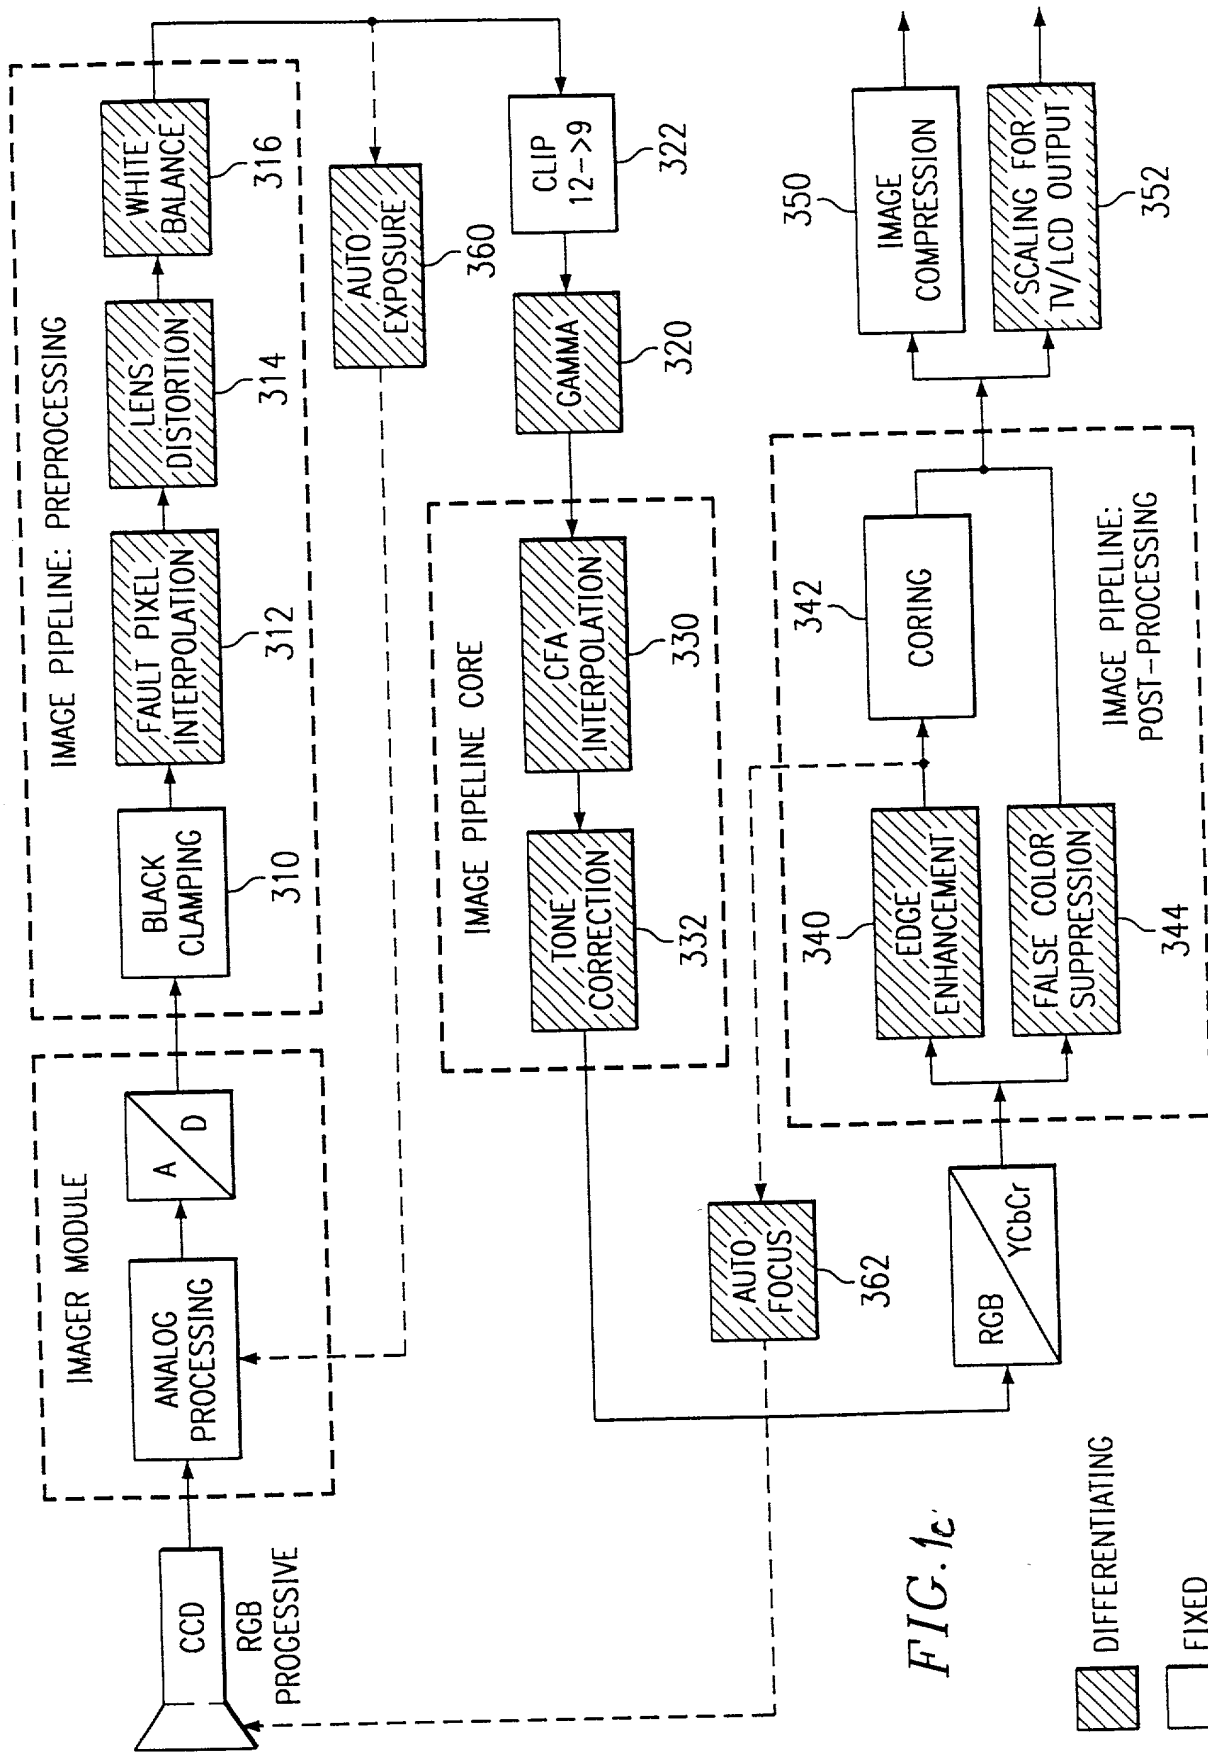 IMAGER MODULE
CCD
RGB
PROGESSIVE
ANALOG
PROCESSING
A
D
IMAGE PIPELINE: PREPROCESSING
BLACK
CLAMPING
310
FAULT PIXEL
INTERPOLATION
312
LENS
DISTORTION
314
WHITE
BALANCE
316
AUTO
EXPOSURE
360
CLIP
12->9
322
GAMMA
320
IMAGE PIPELINE CORE
CFA
INTERPOLATION
330
TONE
CORRECTION
332
AUTO
FOCUS
362
RGB
YCbCr
340
EDGE
ENHANCEMENT
FALSE COLOR
SUPPRESSION
344
342
CORING
IMAGE PIPELINE:
POST-PROCESSING
350
IMAGE
COMPRESSION
SCALING FOR
TV/LCD OUTPUT
352
FIG.1c
DIFFERENTIATING
FIXED